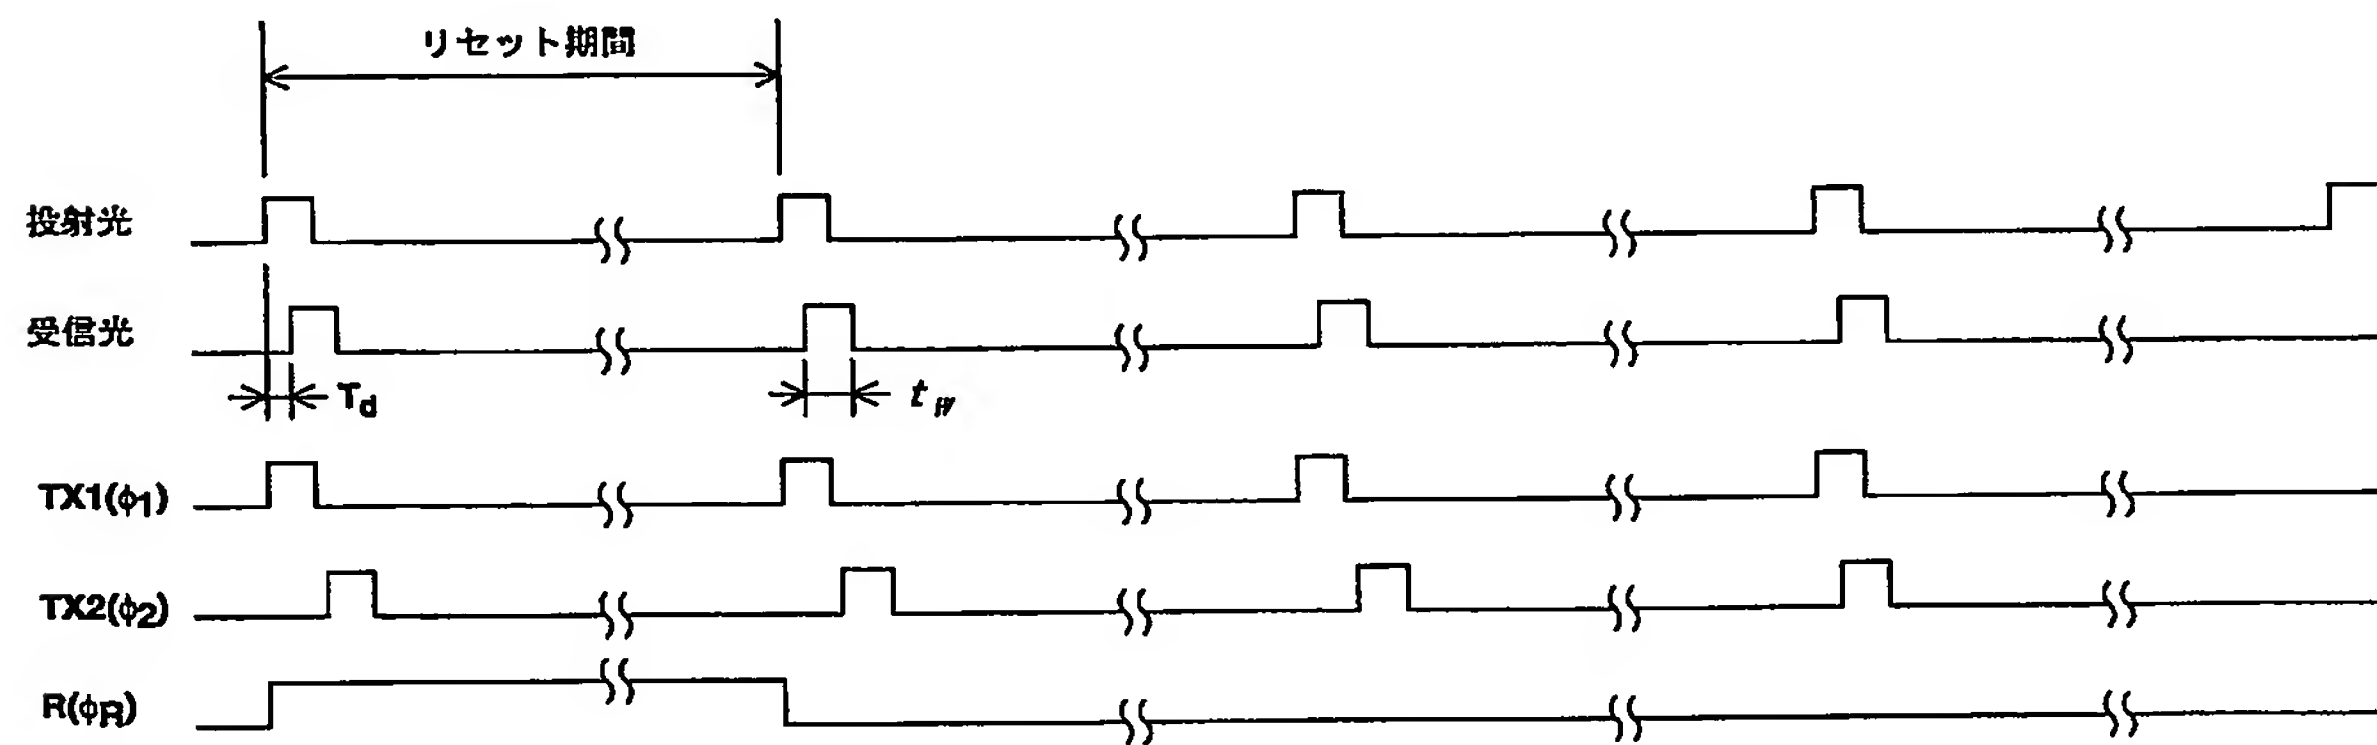 リセット期間
投射光
受信光
Td
tW
TX1(φ1)
TX2(φ2)
R(φR)